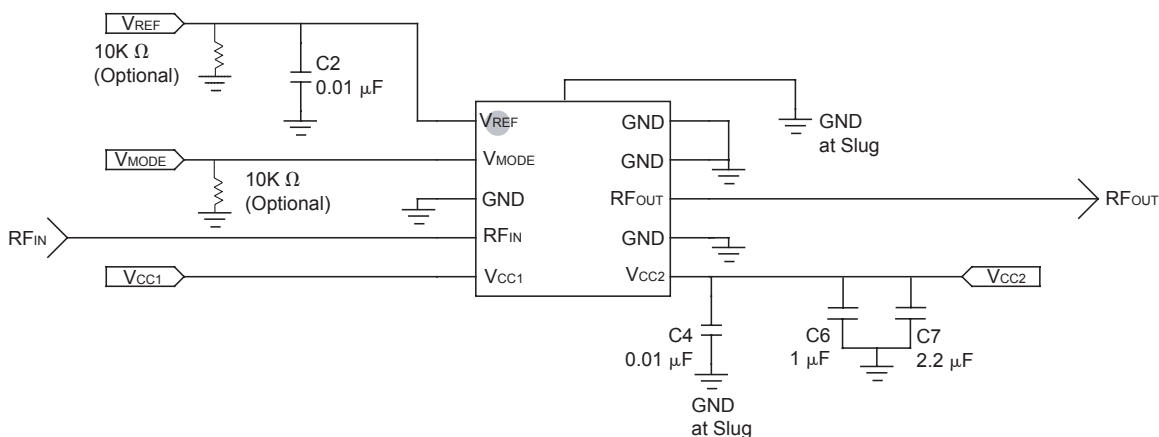 VREF
10K Ω
(Optional)
C2
0.01 µF
VREF
GND
GND
at Slug
VMODE
VMODE
GND
10K Ω
(Optional)
GND
RFOUT
RFOUT
RFIN
RFIN
GND
VCC1
VCC1
VCC2
VCC2
C4
0.01 µF
C6
1 µF
C7
2.2 µF
GND
at Slug